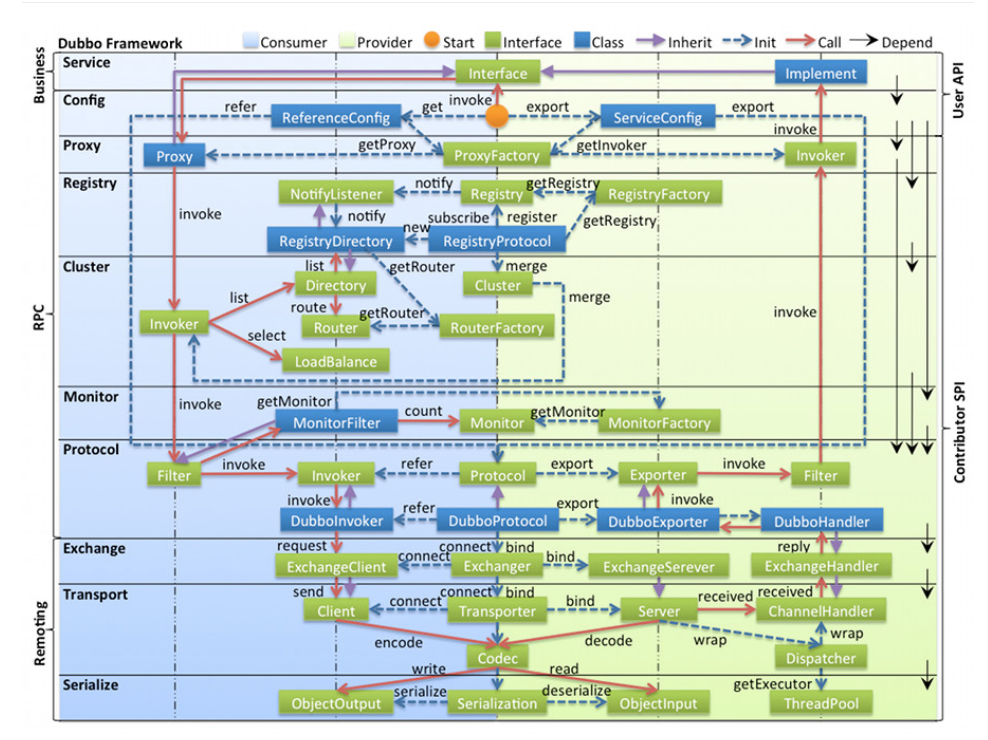 Dubbo Framework Consumer Provider Start Interface Class Inherit Init Call Depend
Business
Service
Interface
Implement
User API
Config
refer
ReferenceConfig
get
invoke
export
ServiceConfig
export
invoke
Proxy
Proxy
getProxy
ProxyFactory
getInvoker
Invoker
RPC
Registry
invoke
NotifyListener
notify
Registry
getRegistry
RegistryFactory
notify
subscribe
register
getRegistry
RegistryDirectory
new
RegistryProtocol
Cluster
list
getRouter
merge
Directory
Cluster
merge
list
route
getRouter
invoke
Invoker
Router
RouterFactory
select
LoadBalance
Contributor SPI
Monitor
invoke
getMonitor
MonitorFilter
count
Monitor
getMonitor
MonitorFactory
Protocol
Filter
invoke
Invoker
refer
Protocol
export
Exporter
invoke
Filter
invoke
refer
export
invoke
DubboInvoker
DubboProtocol
DubboExporter
DubboHandler
Remoting
Exchange
request
connect
connect
bind
bind
reply
ExchangeClient
Exchanger
ExchangeSerever
ExchangeHandler
Transport
send
connect
connect
bind
bind
received
received
Client
Transporter
Server
ChannelHandler
encode
decode
wrap
wrap
Codec
Dispatcher
write
read
getExecutor
Serialize
serialize
deserialize
ObjectOutput
Serialization
ObjectInput
ThreadPool